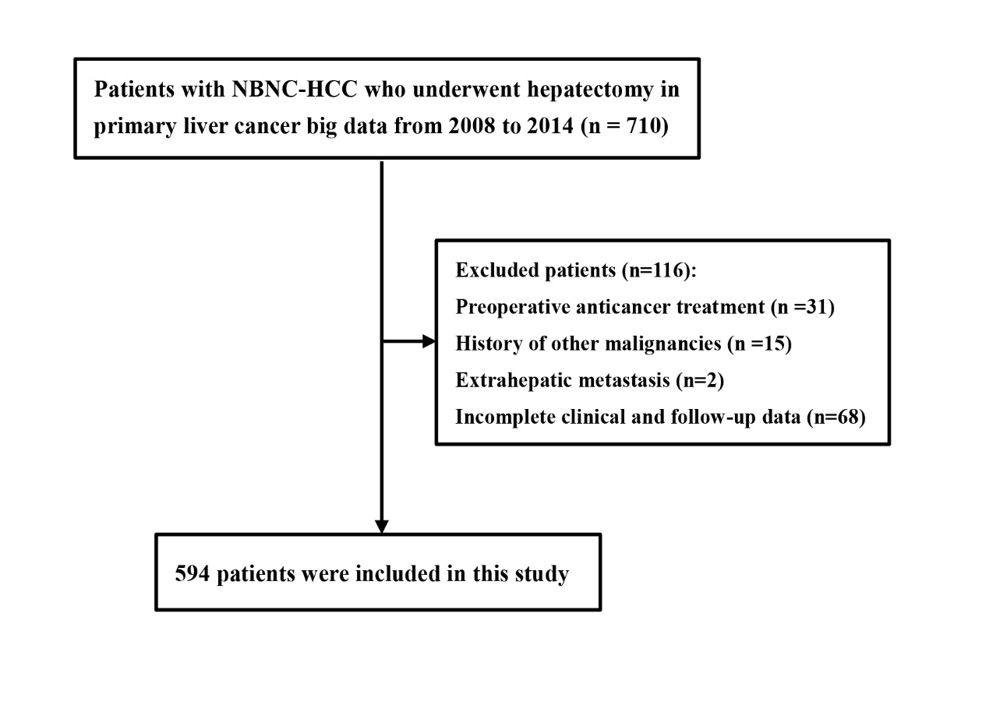 Patients with NBNC-HCC who underwent hepatectomy in
primary liver cancer big data from 2008 to 2014 (n = 710)
Excluded patients (n=116):
Preoperative anticancer treatment (n =31)
History of other malignancies (n =15)
Extrahepatic metastasis (n=2)
Incomplete clinical and follow-up data (n=68)
594 patients were included in this study